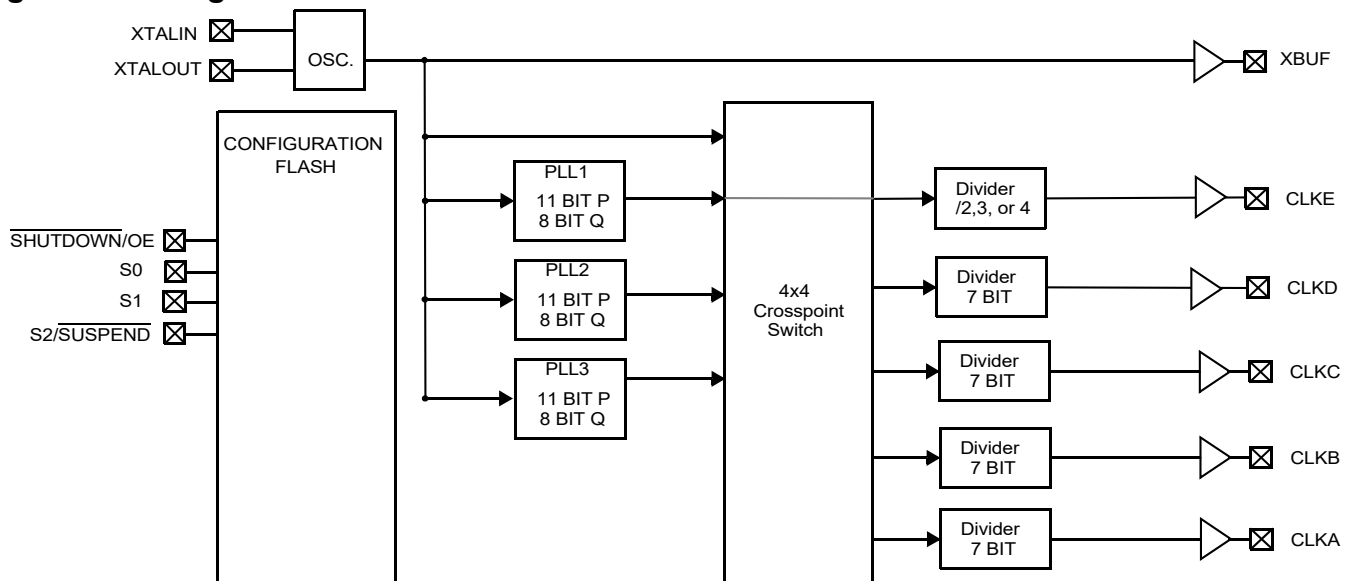 XTALIN
XTALOUT
OSC.
XBUF
CONFIGURATION
FLASH
SHUTDOWN/OE
S0
S1
S2/SUSPEND
PLL1
11 BIT P
8 BIT Q
PLL2
11 BIT P
8 BIT Q
PLL3
11 BIT P
8 BIT Q
4x4
Crosspoint
Switch
Divider
/2,3, or 4
CLKE
Divider
7 BIT
CLKD
Divider
7 BIT
CLKC
Divider
7 BIT
CLKB
Divider
7 BIT
CLKA